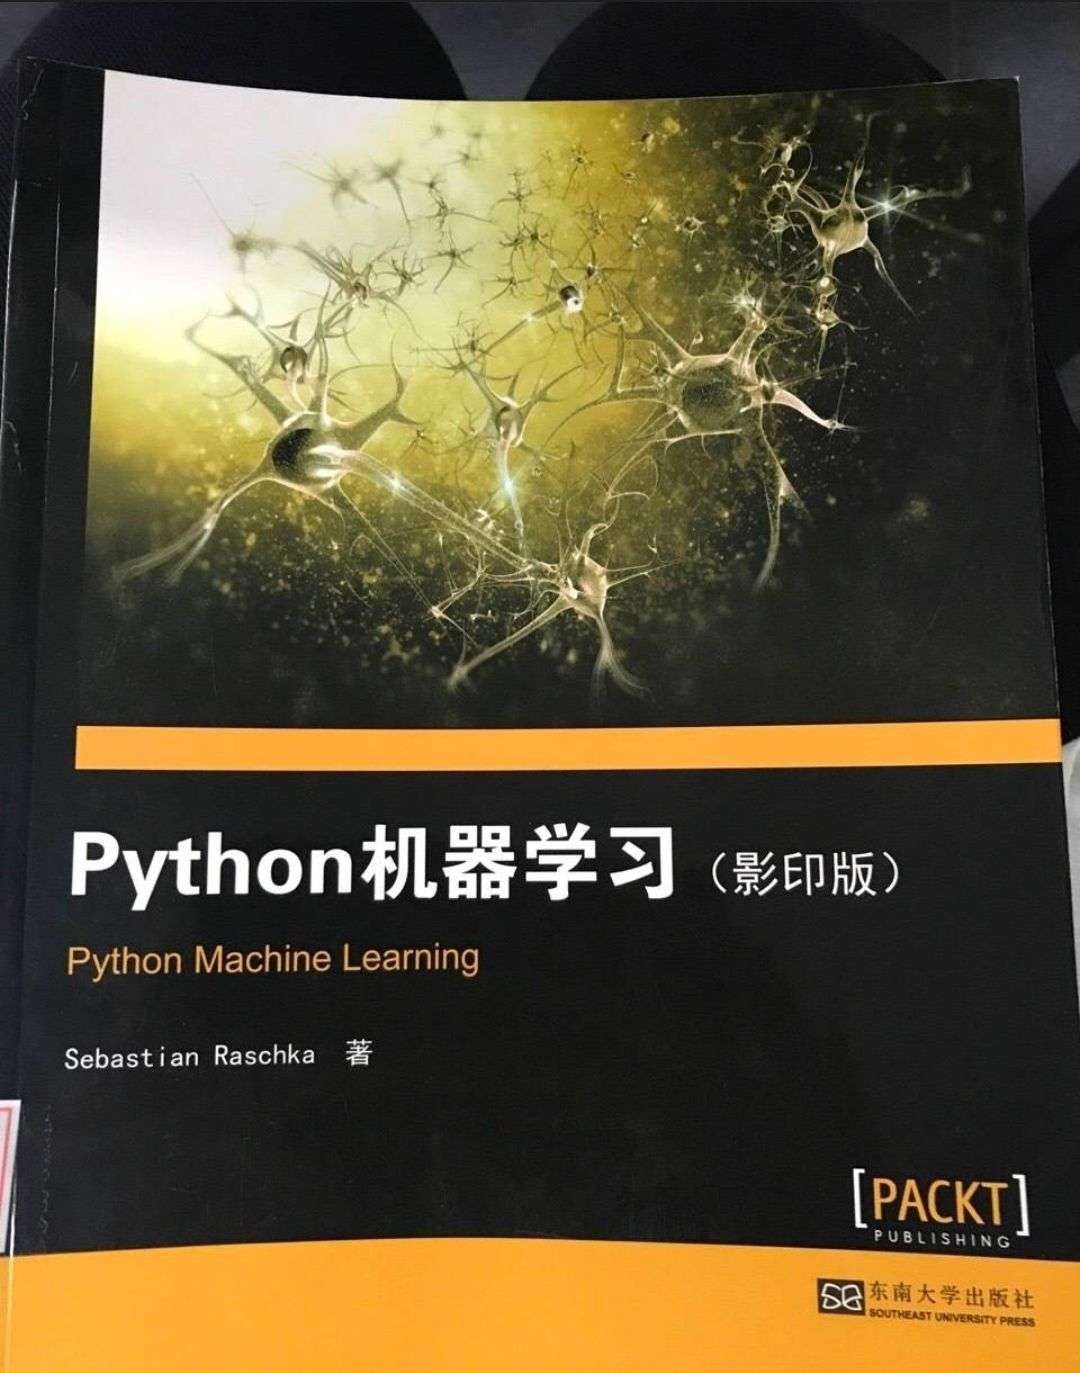 Python机器学习（影印版）
Python Machine Learning
Sebastian Raschka 著
[PACKT]
PUBLISHING
东南大学出版社
SOUTHEAST UNIVERSITY PRESS